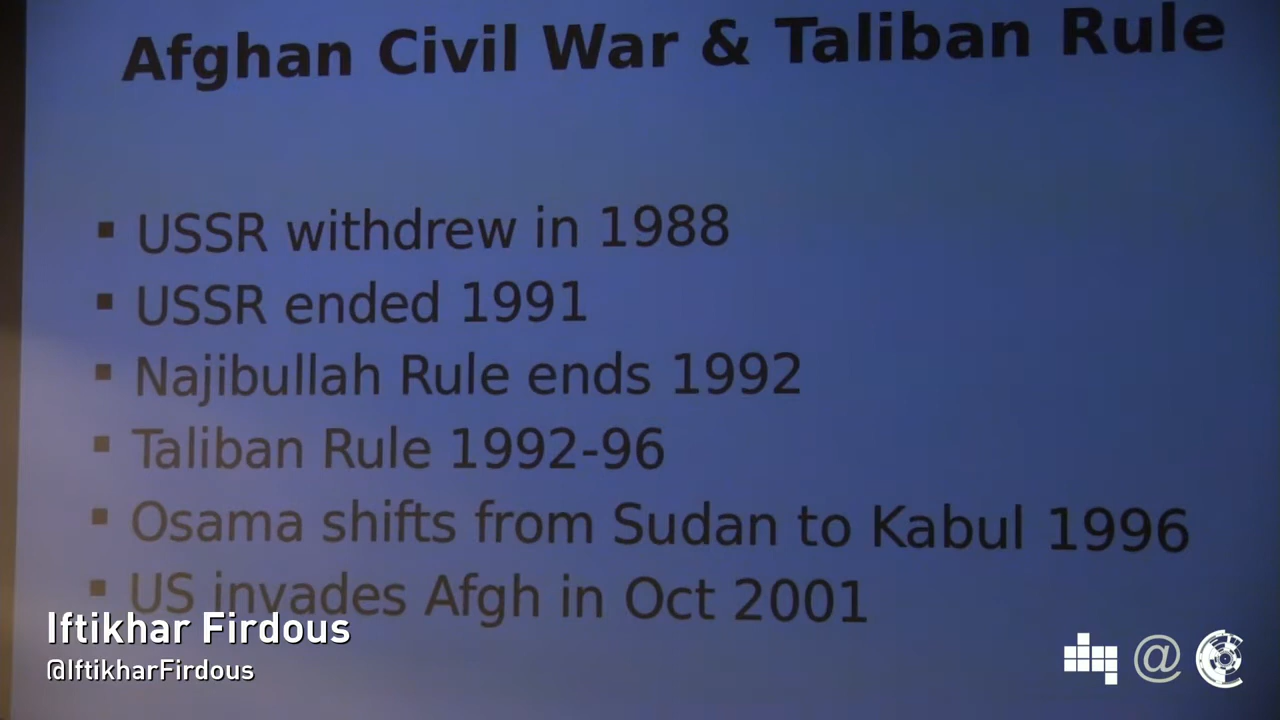 Afghan Civil War & Taliban Rule
▪ USSR withdrew in 1988
▪ USSR ended 1991
▪ Najibullah Rule ends 1992
▪ Taliban Rule 1992-96
▪ Osama shifts from Sudan to Kabul 1996
▪ US invades Afgh in Oct 2001
Iftikhar Firdous
@IftikharFirdous
@